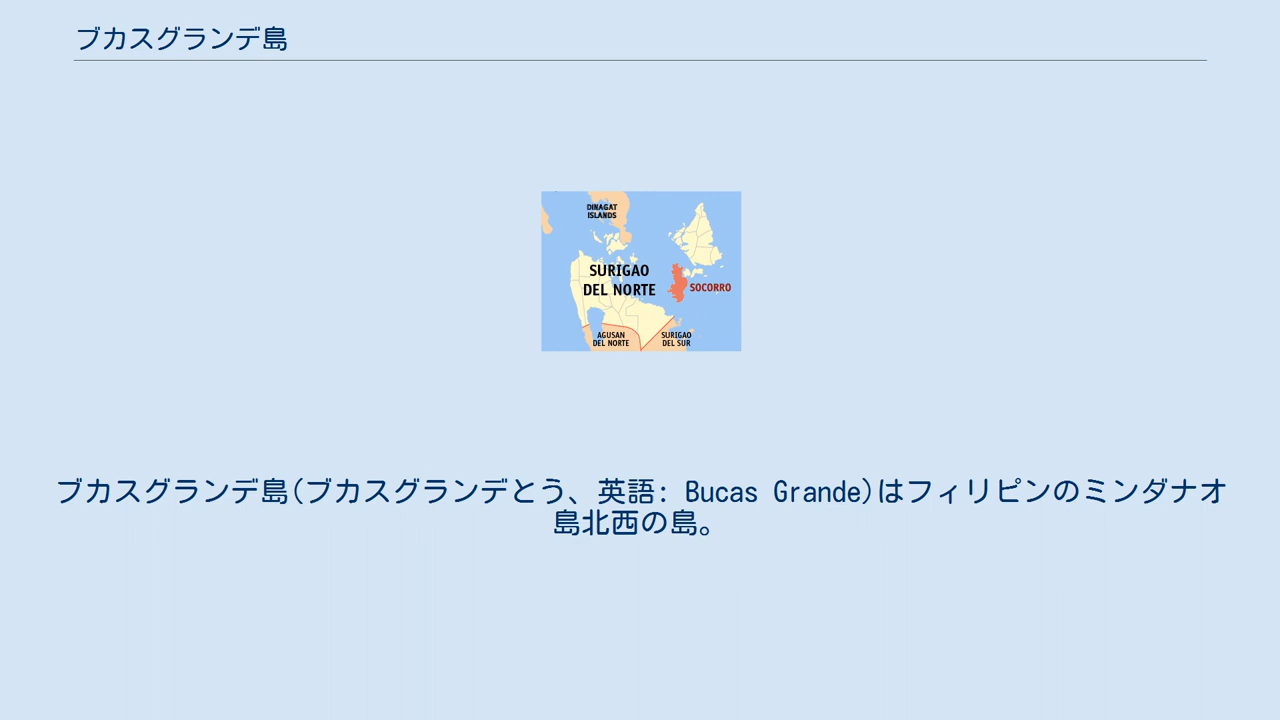 ブカスグランデ島
DINAGAT
ISLANDS
SURIGAO
DEL NORTE
SOCORRO
AGUSAN
DEL NORTE
SURIGAO
DEL SUR
ブカスグランデ島(ブカスグランデとう、英語: Bucas Grande)はフィリピンのミンダナオ
島北西の島。